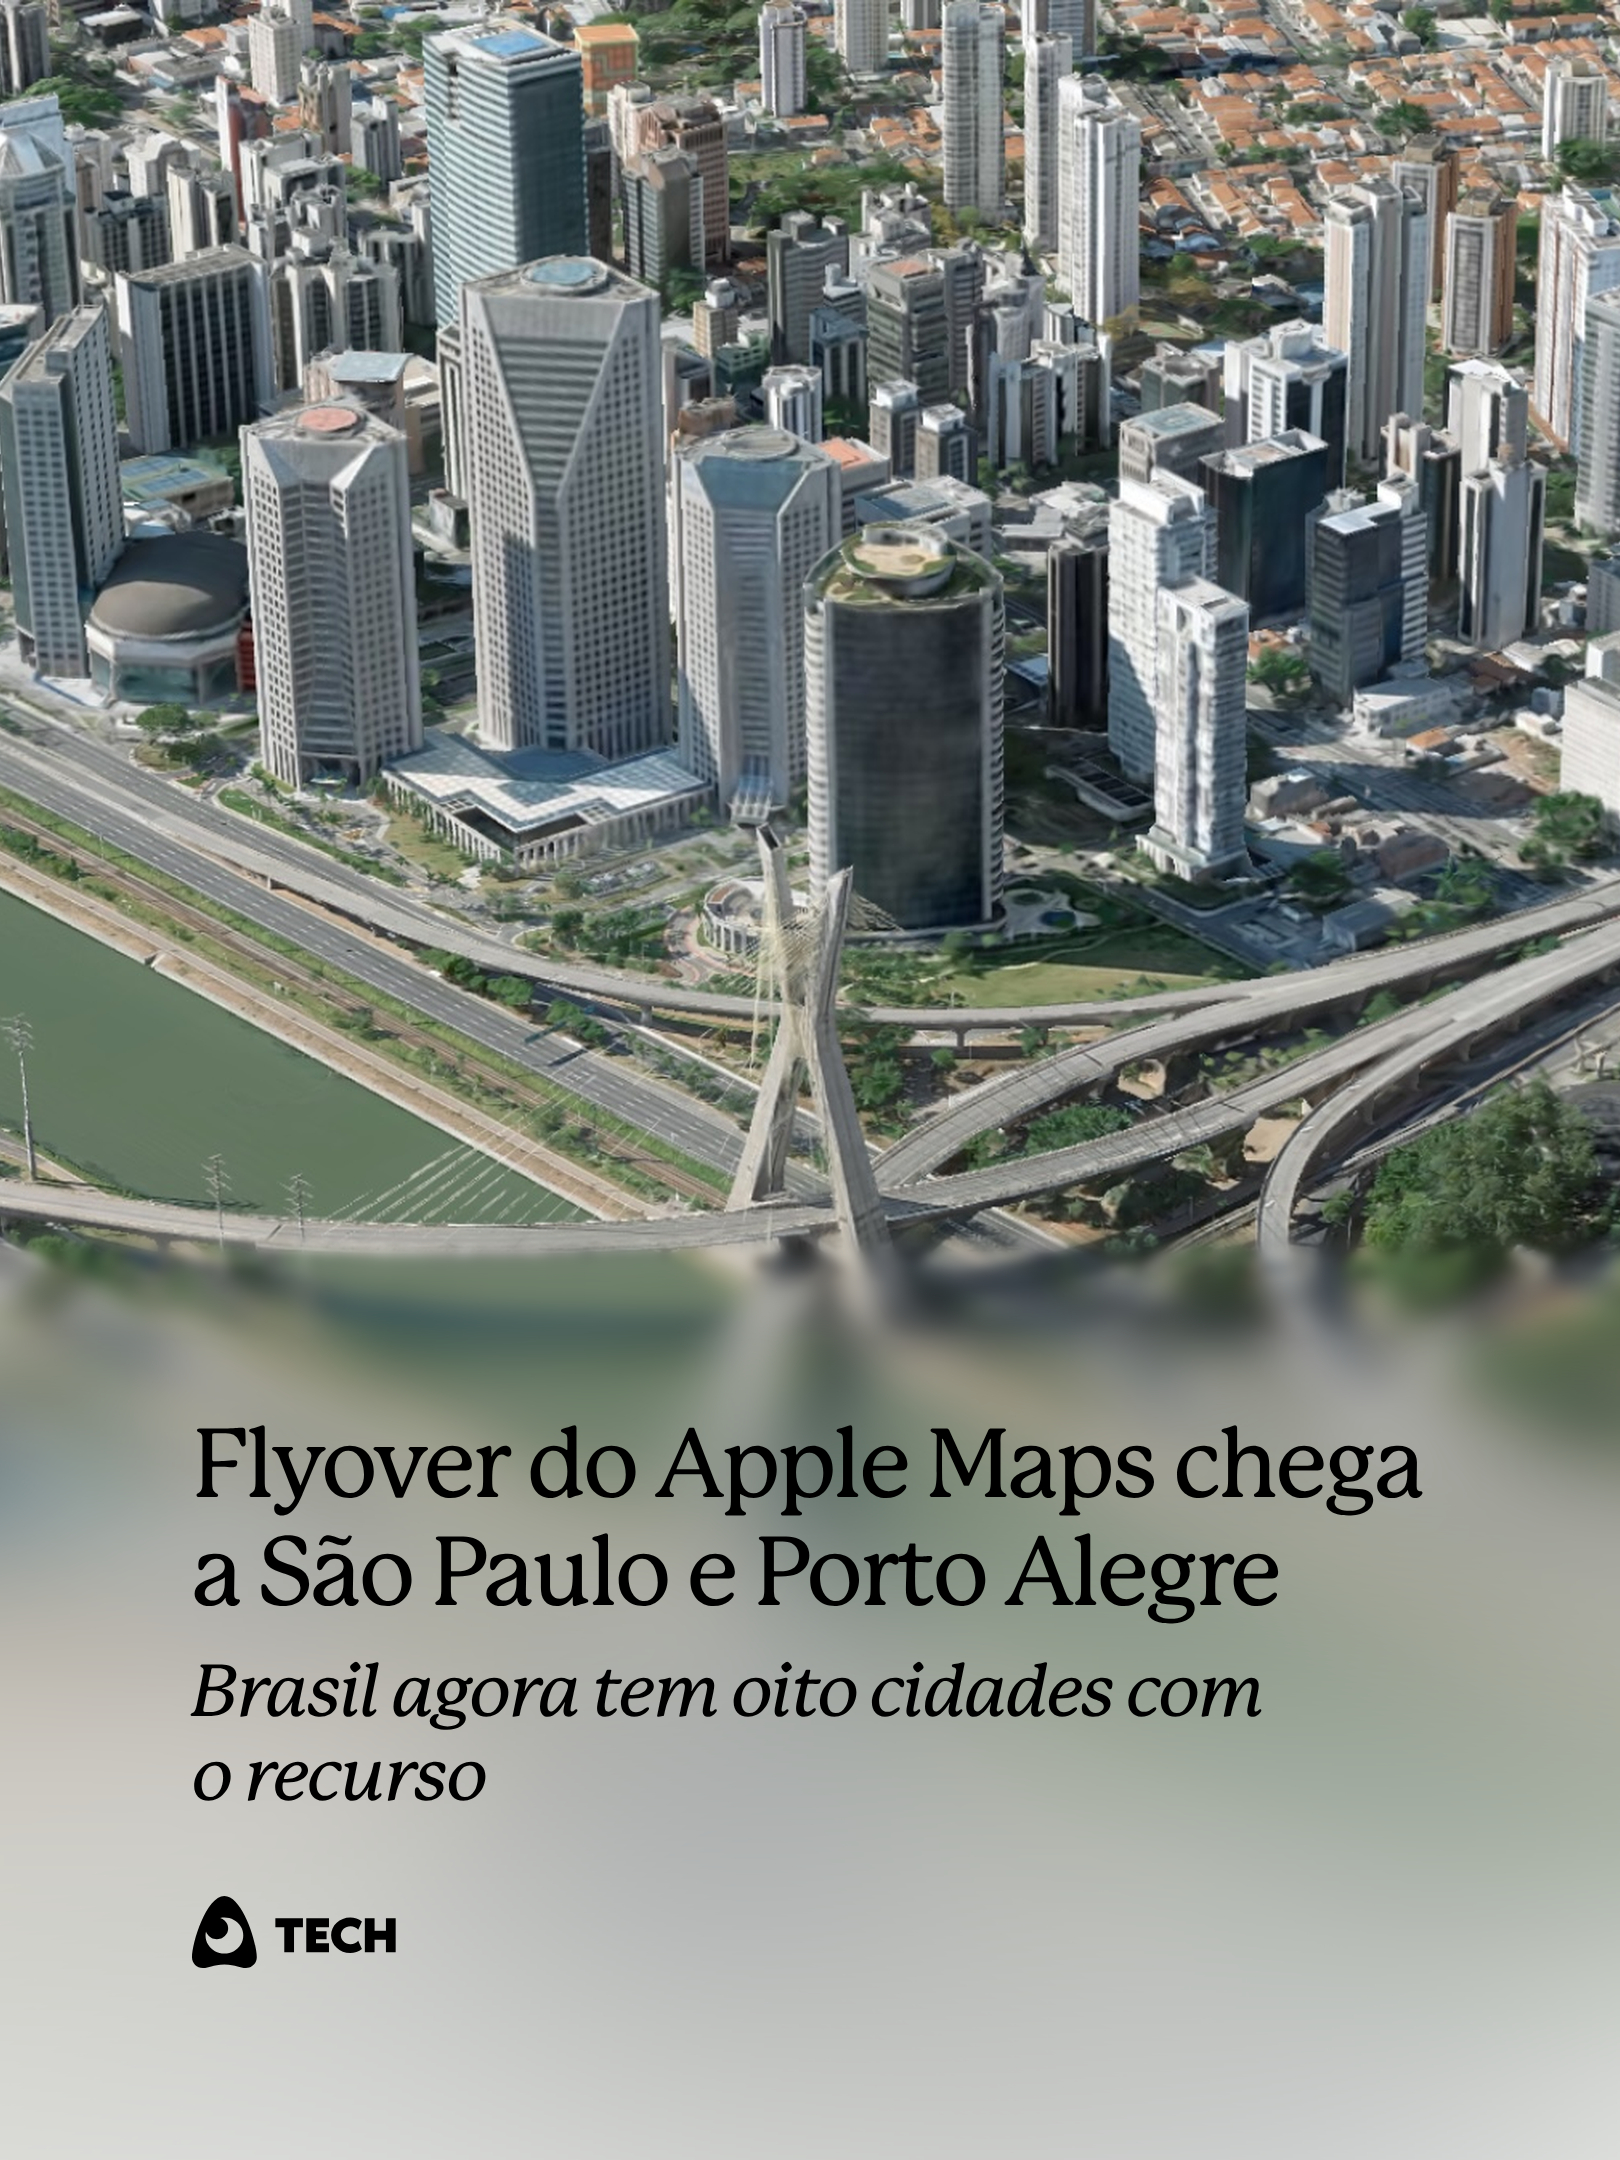 Flyover do Apple Maps chega
a São Paulo e Porto Alegre
Brasil agora tem oito cidades com
o recurso
TECH